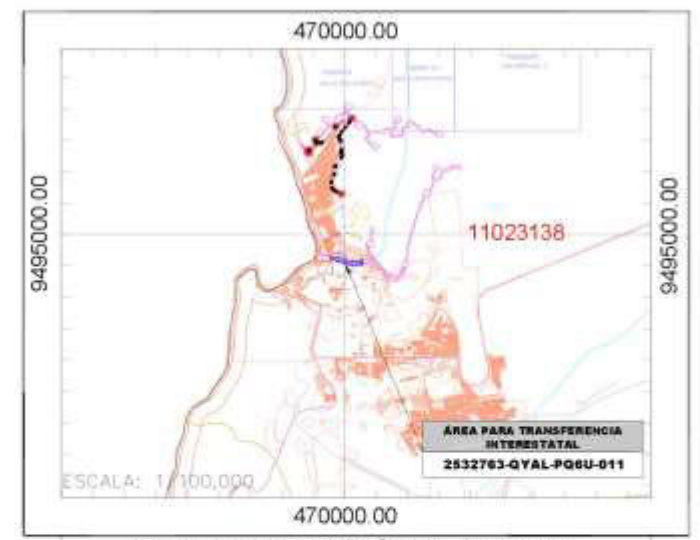 470000.00
9495000.00
11023138
9495000.00
ÁREA PARA TRANSFERENCIA
INTERESTATAL
2532763-QYAL-PQ6U-011
ESCALA: 1/100,000
470000.00